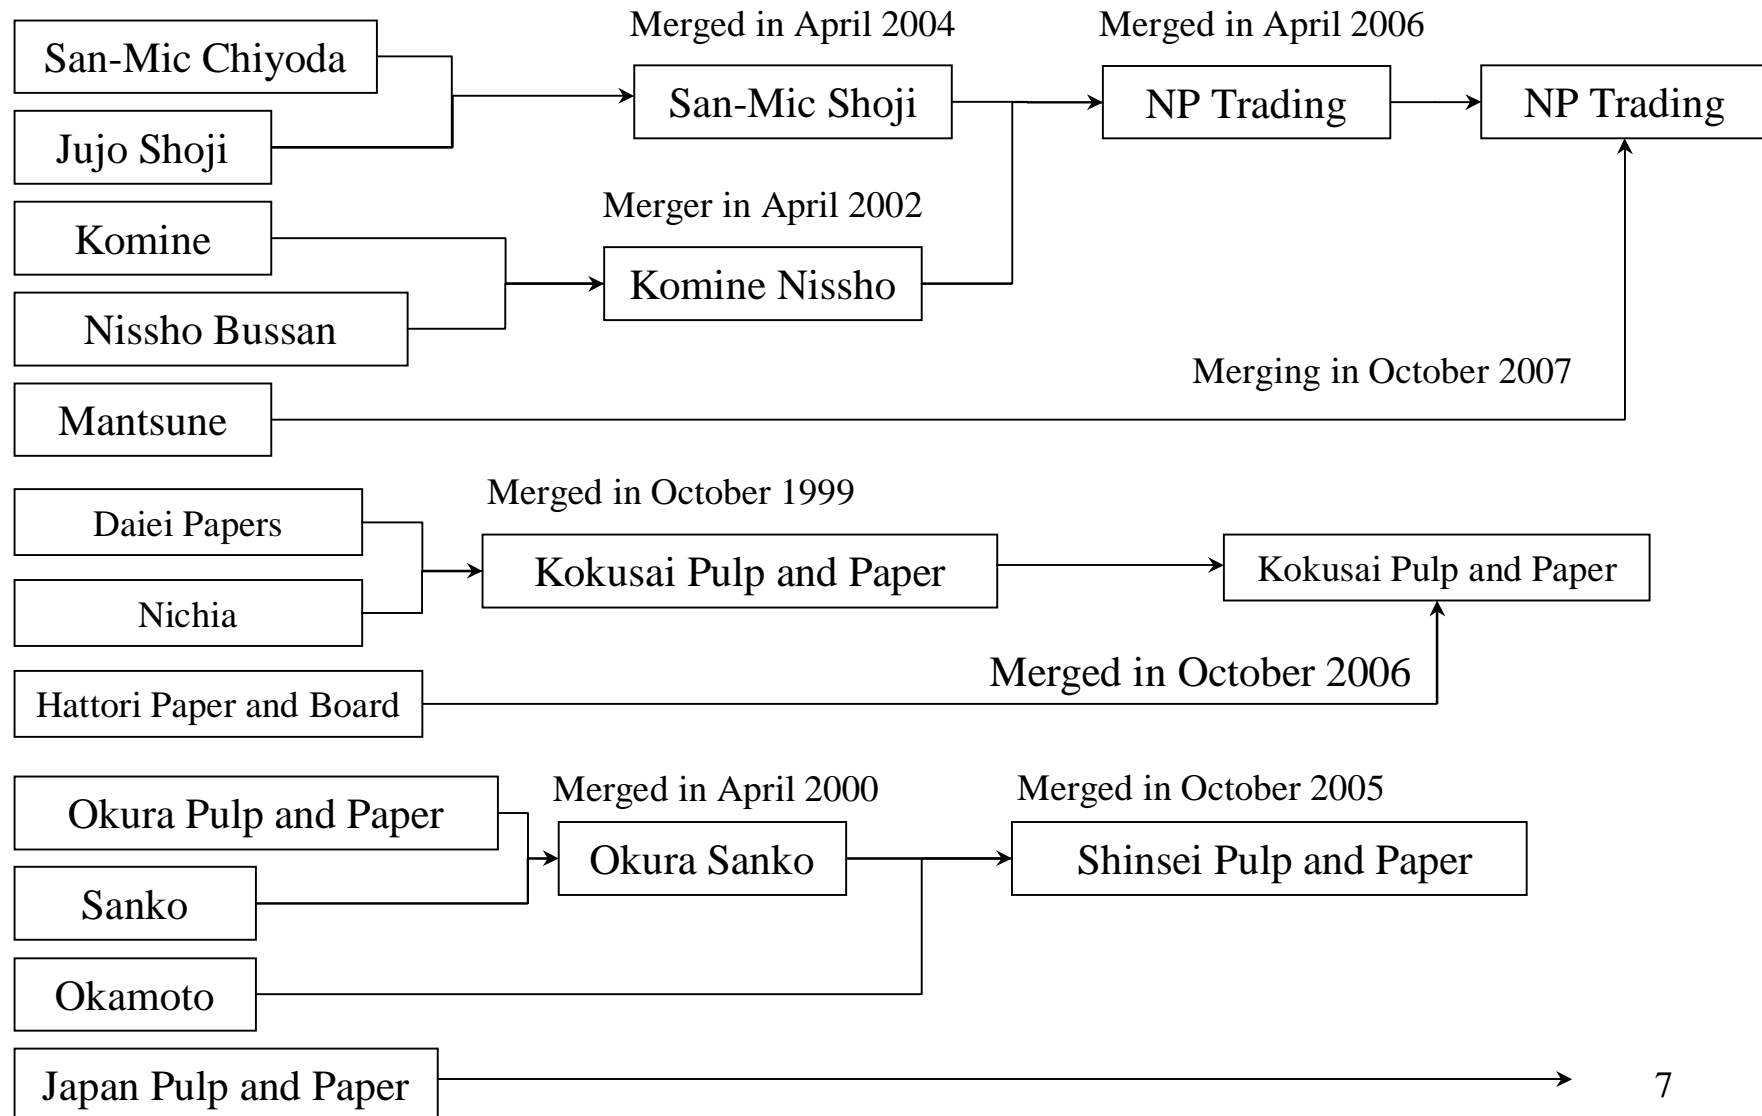 Merged in April 2004
Merged in April 2006
San-Mic Chiyoda
San-Mic Shoji
NP Trading
NP Trading
Jujo Shoji
Merger in April 2002
Komine
Komine Nissho
Nissho Bussan
Merging in October 2007
Mantsune
Merged in October 1999
Daiei Papers
Kokusai Pulp and Paper
Kokusai Pulp and Paper
Nichia
Merged in October 2006
Hattori Paper and Board
Merged in April 2000
Merged in October 2005
Okura Pulp and Paper
Okura Sanko
Shinsei Pulp and Paper
Sanko
Okamoto
Japan Pulp and Paper
7